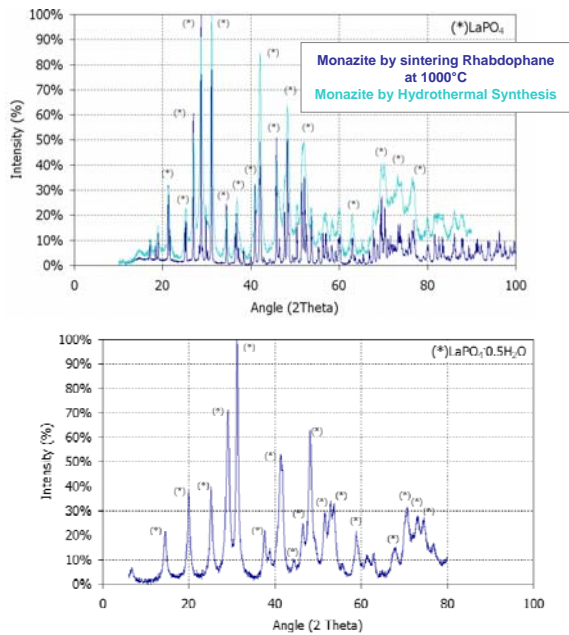 (*)LaPO₄
Monazite by sintering Rhabdophane
at 1000°C
Monazite by Hydrothermal Synthesis
Intensity (%)
100%
90%
80%
70%
60%
50%
40%
30%
20%
10%
0%
(*) (*) (*) (*) (*) (*) (*) (*) (*) (*) (*) (*) (*) (*) (*) (*)
0 20 40 60 80 100
Angle (2Theta)
(*)LaPO₄·0.5H₂O
Intensity (%)
100%
90%
80%
70%
60%
50%
40%
30%
20%
10%
0%
(*) (*) (*) (*) (*) (*) (*) (*) (*) (*) (*) (*) (*) (*) (*) (*) (*)
0 20 40 60 80
Angle (2 Theta)